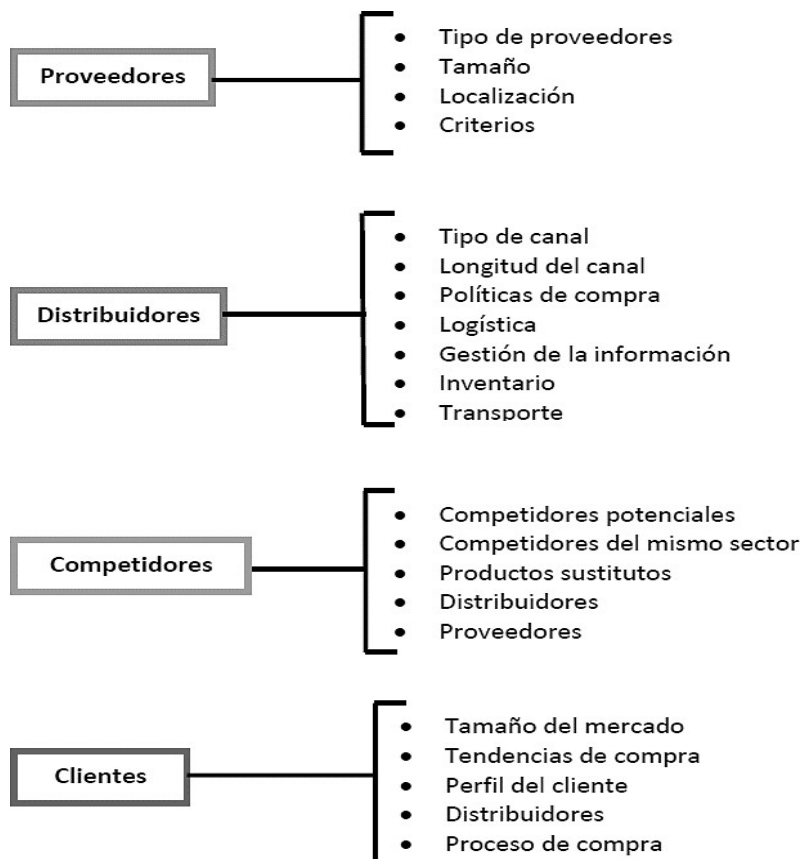 Proveedores
• Tipo de proveedores
• Tamaño
• Localización
• Criterios
Distribuidores
• Tipo de canal
• Longitud del canal
• Políticas de compra
• Logística
• Gestión de la información
• Inventario
• Transporte
Competidores
• Competidores potenciales
• Competidores del mismo sector
• Productos sustitutos
• Distribuidores
• Proveedores
Clientes
• Tamaño del mercado
• Tendencias de compra
• Perfil del cliente
• Distribuidores
• Proceso de compra